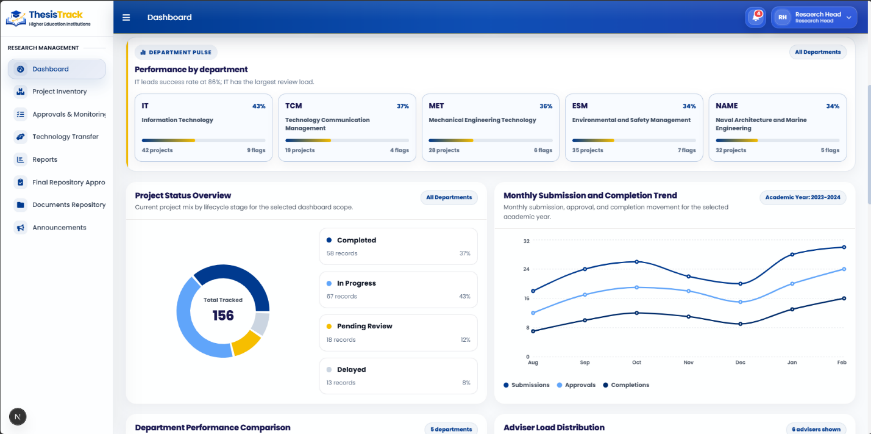 ThesisTrack
Higher Education Institutions
RESEARCH MANAGEMENT
Dashboard
Project Inventory
Approvals & Monitoring
Technology Transfer
Reports
Final Repository Appro
Documents Repository
Announcements
N
Dashboard
4
RH
Research Head
Research Head
DEPARTMENT PULSE
All Departments
Performance by department
IT leads success rate at 86%; IT has the largest review load.
IT
43%
Information Technology
42 projects
9 flags
TCM
37%
Technology Communication
Management
19 projects
4 flags
MET
36%
Mechanical Engineering Technology
28 projects
6 flags
ESM
34%
Environmental and Safety Management
35 projects
7 flags
NAME
34%
Naval Architecture and Marine
Engineering
32 projects
5 flags
Project Status Overview
All Departments
Current project mix by lifecycle stage for the selected dashboard scope.
Total Tracked
156
Completed
58 records
37%
In Progress
67 records
43%
Pending Review
18 records
12%
Delayed
13 records
8%
Monthly Submission and Completion Trend
Academic Year: 2023-2024
Monthly submission, approval, and completion movement for the selected
academic year.
33
24
16
8
0
Aug
Sep
Oct
Nov
Dec
Jan
Feb
Submissions
Approvals
Completions
Department Performance Comparison
5 departments
Adviser Load Distribution
6 advisers shown